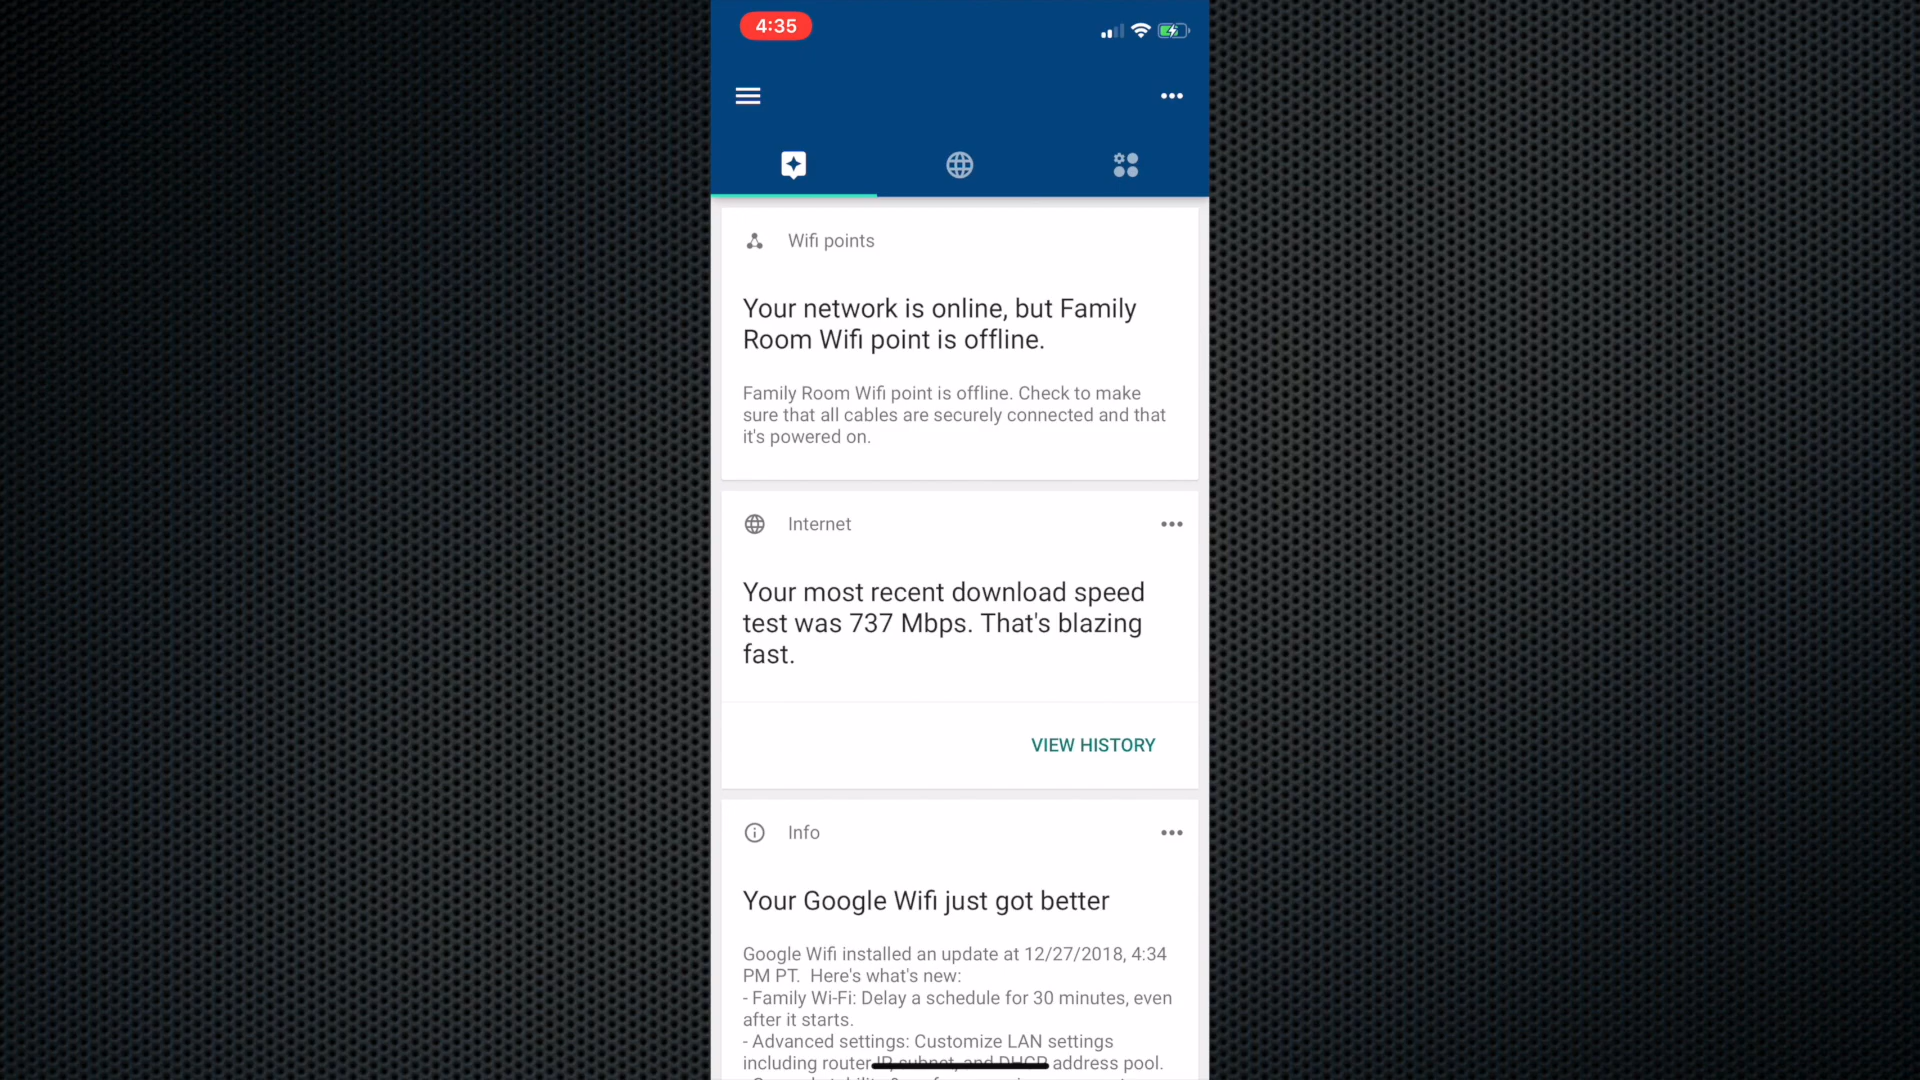 4:35
Wifi points
Your network is online, but Family
Room Wifi point is offline.
Family Room Wifi point is offline. Check to make
sure that all cables are securely connected and that
it's powered on.
Internet
Your most recent download speed
test was 737 Mbps. That's blazing
fast.
VIEW HISTORY
Info
Your Google Wifi just got better
Google Wifi installed an update at 12/27/2018, 4:34
PM PT. Here's what's new:
- Family Wi-Fi: Delay a schedule for 30 minutes, even
after it starts.
- Advanced settings: Customize LAN settings
including router IP, subnet, and DHCP address pool.